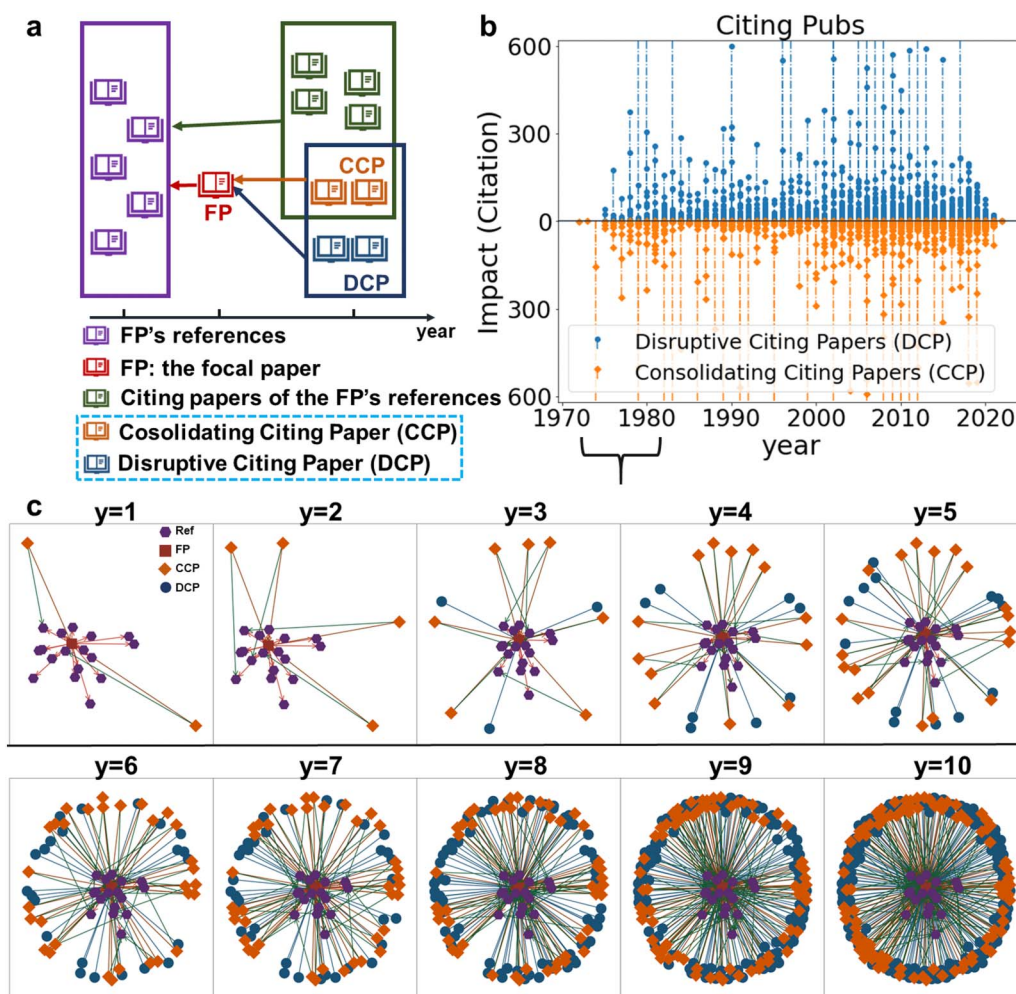 a
CCP
FP
DCP
year
FP's references
FP: the focal paper
Citing papers of the FP's references
Cosolidating Citing Paper (CCP)
Disruptive Citing Paper (DCP)
b
Citing Pubs
Impact (Citation)
600
300
0
300
600
Disruptive Citing Papers (DCP)
Consolidating Citing Papers (CCP)
1970 1980 1990 2000 2010 2020
year
c
y=1 y=2 y=3 y=4 y=5
Ref
FP
CCP
DCP
y=6 y=7 y=8 y=9 y=10